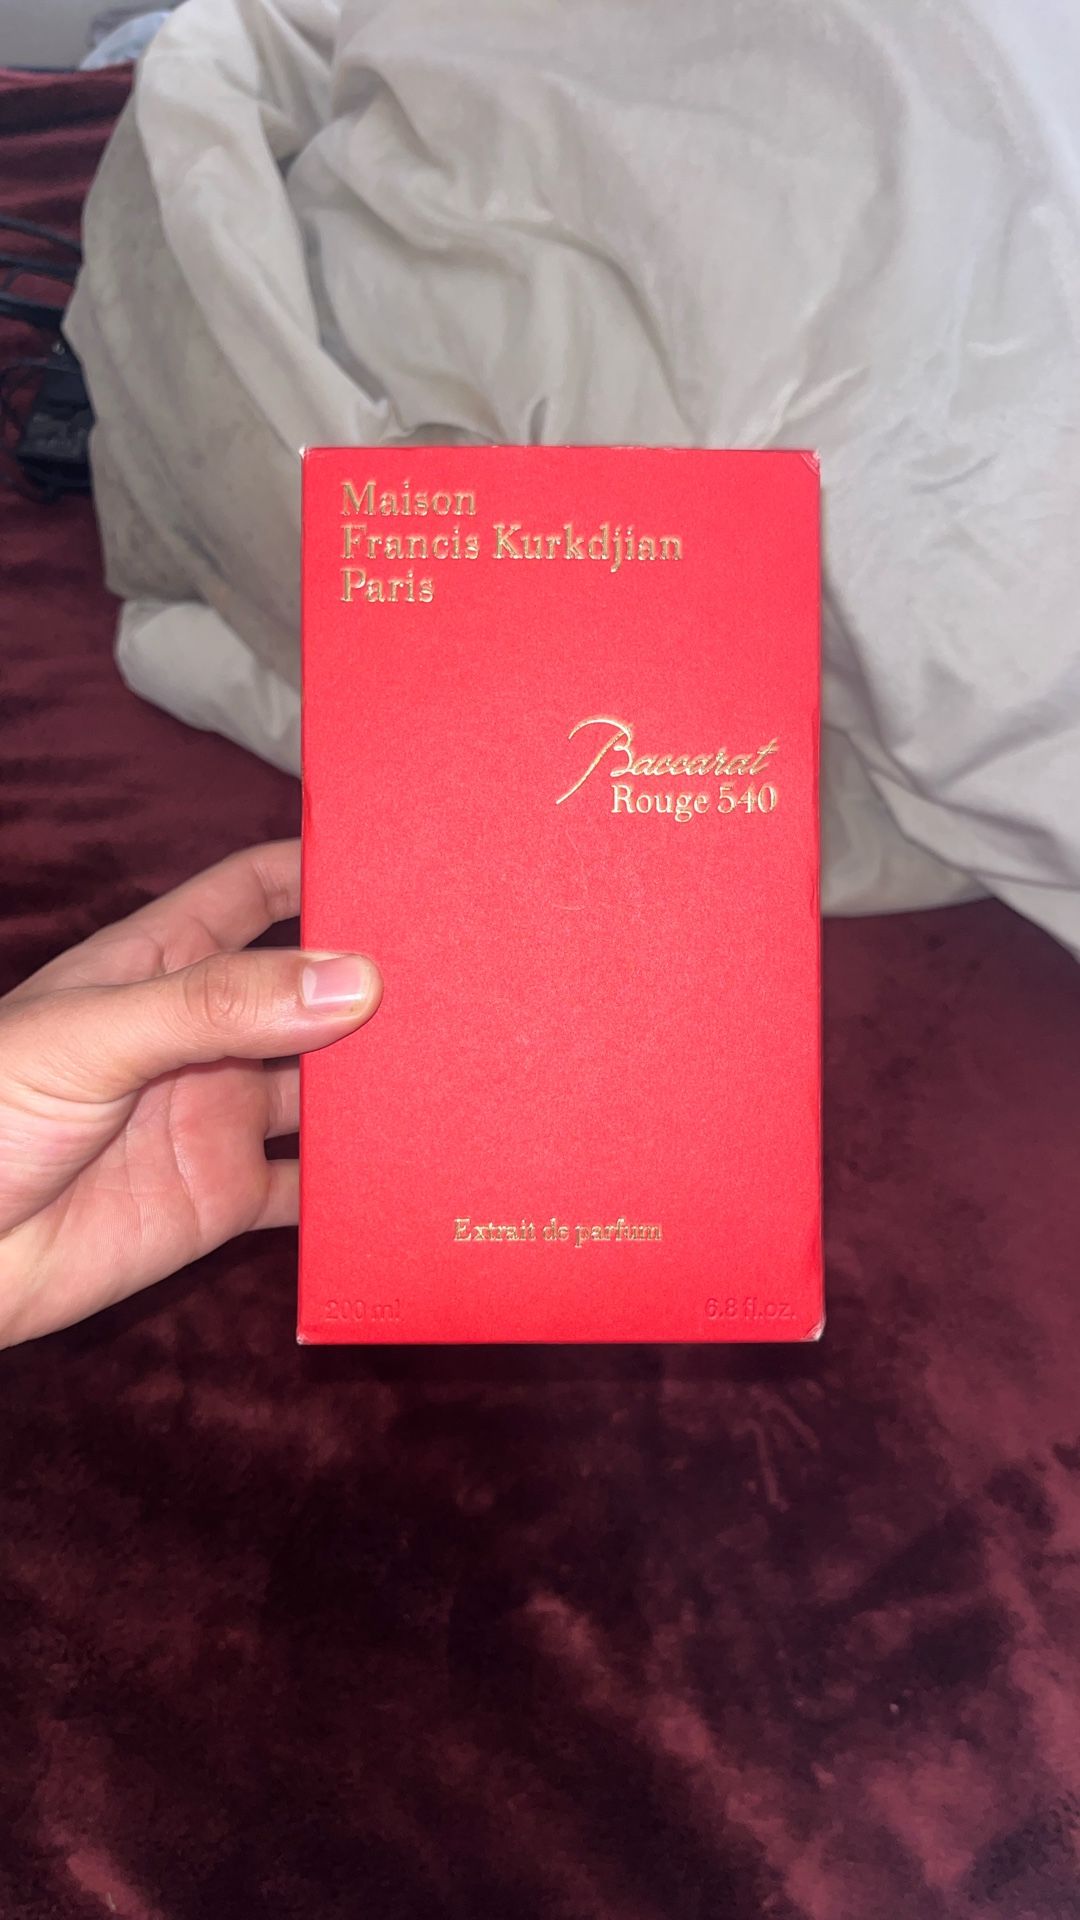 Maison
Francis Kurkdjian
Paris
Baccarat
Rouge 540
Extrait de parfum
200 ml
6.8 fl.oz.